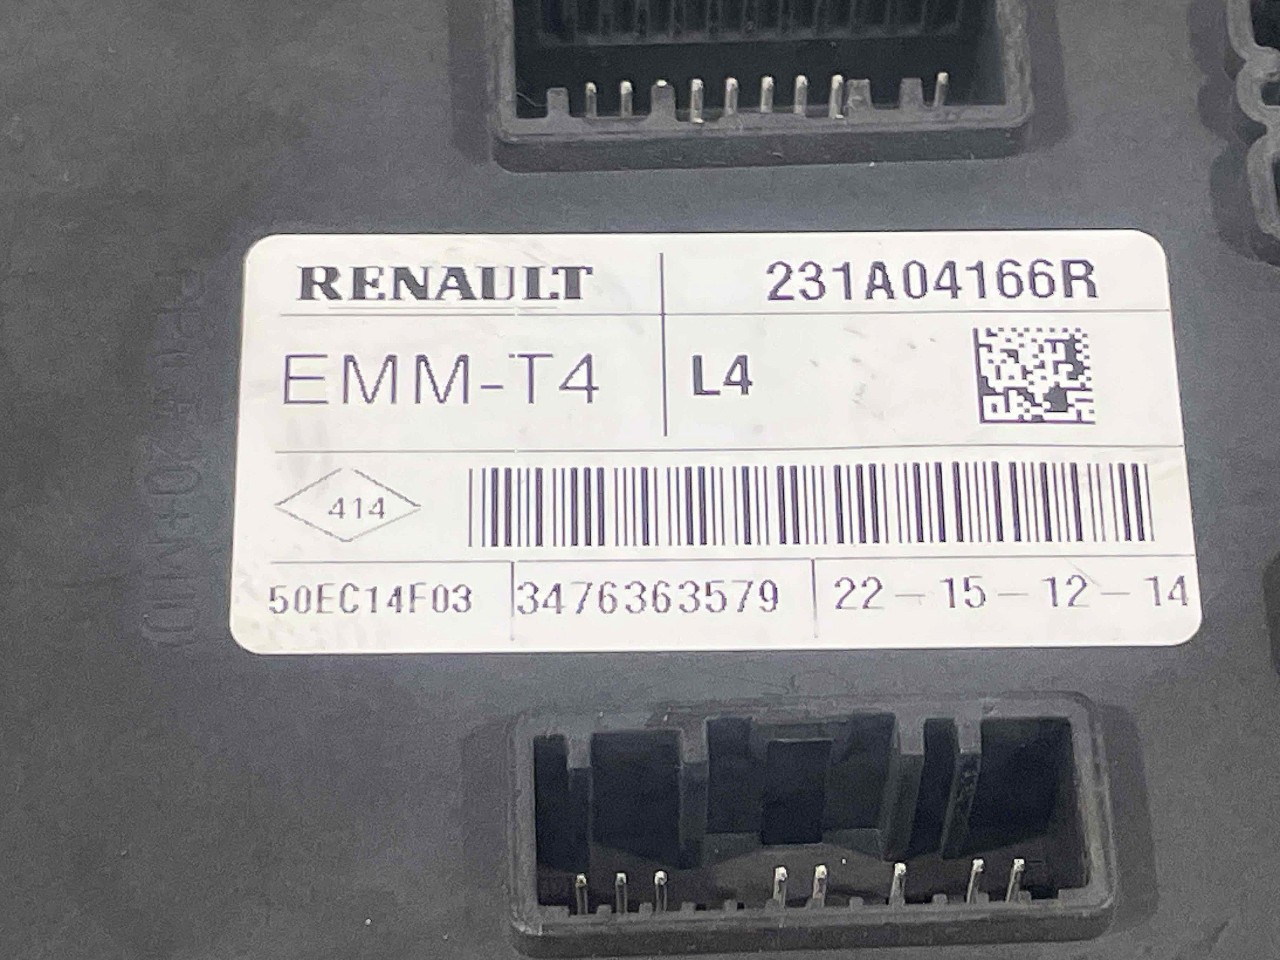 RENAULT
231A04166R
EMM-T4
L4
414
50EC14F03
3476363579
22 - 15 - 12 - 14